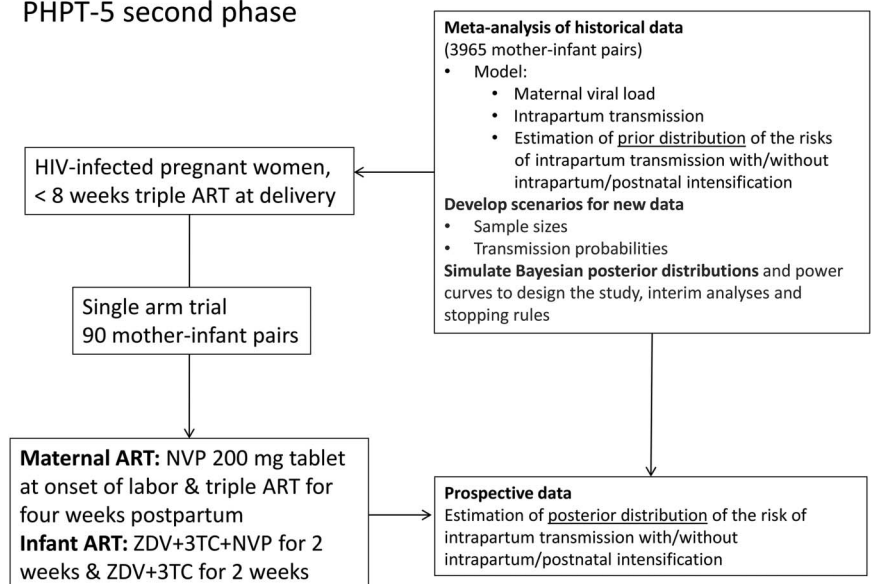 PHPT-5 second phase
Meta-analysis of historical data
(3965 mother-infant pairs)
• Model:
• Maternal viral load
• Intrapartum transmission
• Estimation of prior distribution of the risks
of intrapartum transmission with/without
intrapartum/postnatal intensification
Develop scenarios for new data
• Sample sizes
• Transmission probabilities
Simulate Bayesian posterior distributions and power
curves to design the study, interim analyses and
stopping rules
HIV-infected pregnant women,
< 8 weeks triple ART at delivery
Single arm trial
90 mother-infant pairs
Maternal ART: NVP 200 mg tablet
at onset of labor & triple ART for
four weeks postpartum
Infant ART: ZDV+3TC+NVP for 2
weeks & ZDV+3TC for 2 weeks
Prospective data
Estimation of posterior distribution of the risk of
intrapartum transmission with/without
intrapartum/postnatal intensification